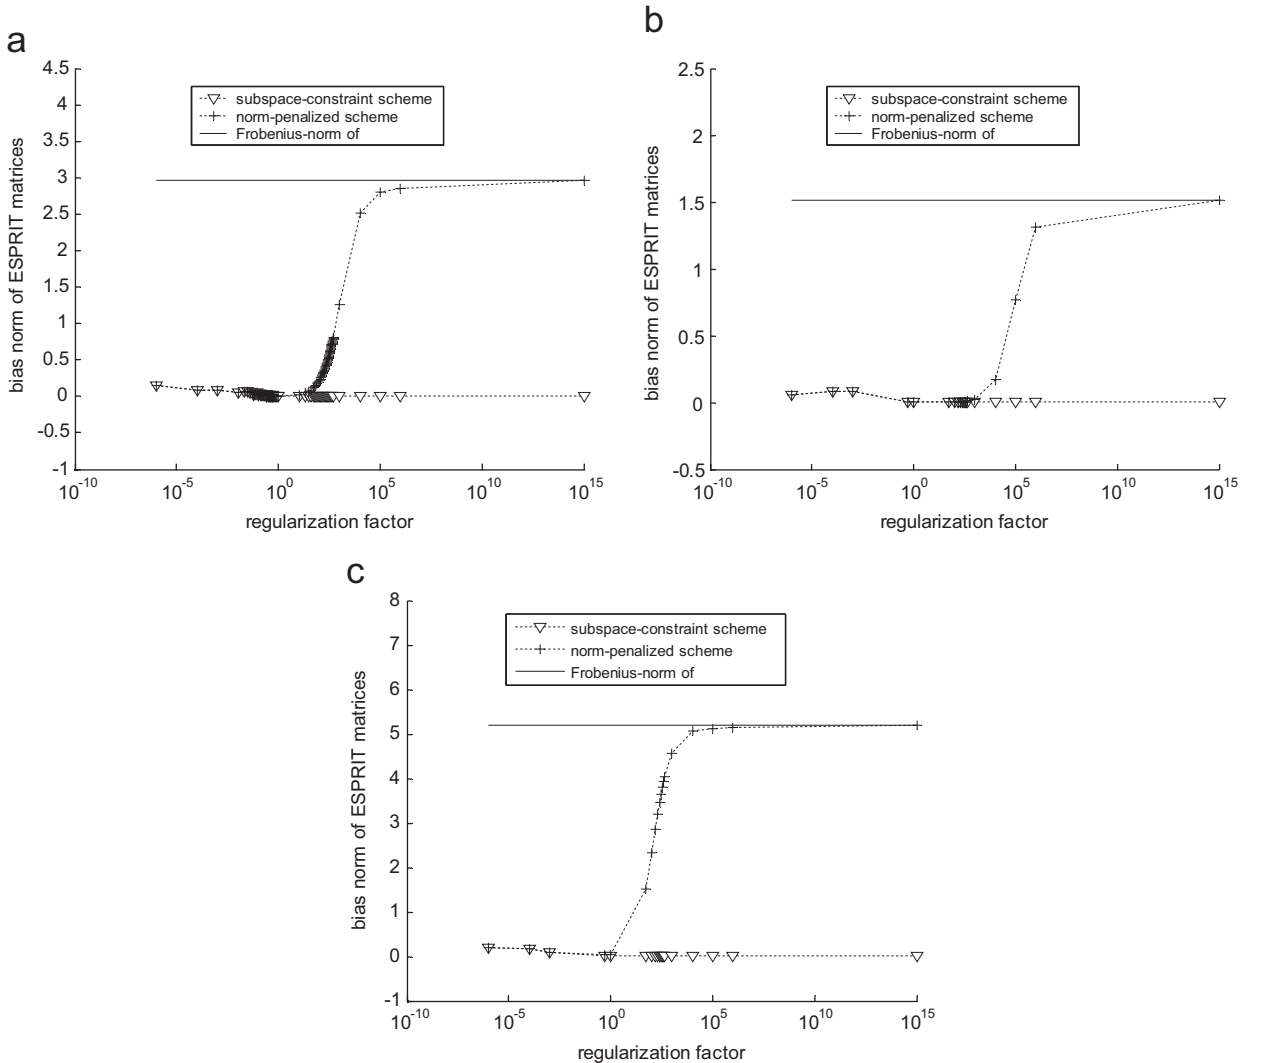 a
4.5
4
3.5
3
2.5
2
1.5
1
0.5
0
-0.5
-1
bias norm of ESPRIT matrices
subspace-constraint scheme
norm-penalized scheme
Frobenius-norm of
10^-10
10^-5
10^0
10^5
10^10
10^15
regularization factor
b
2.5
2
1.5
1
0.5
0
-0.5
bias norm of ESPRIT matrices
subspace-constraint scheme
norm-penalized scheme
Frobenius-norm of
10^-10
10^-5
10^0
10^5
10^10
10^15
regularization factor
c
8
7
6
5
4
3
2
1
0
-1
bias norm of ESPRIT matrices
subspace-constraint scheme
norm-penalized scheme
Frobenius-norm of
10^-10
10^-5
10^0
10^5
10^10
10^15
regularization factor